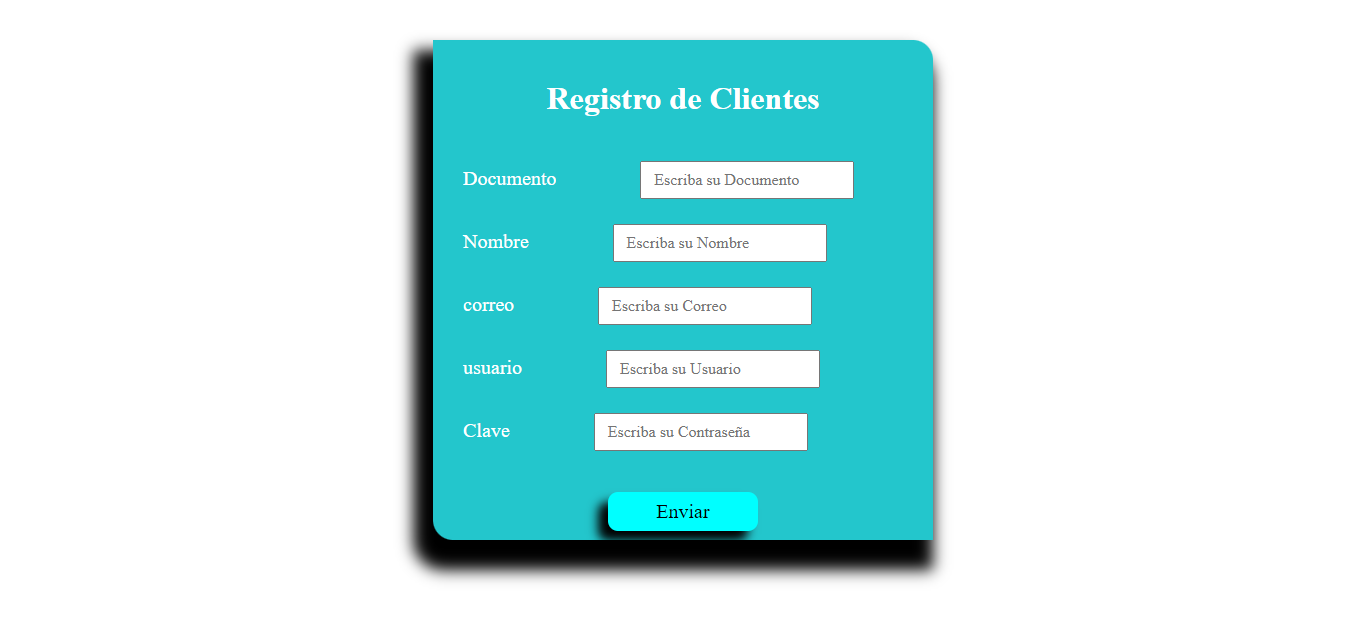 Registro de Clientes
Documento Escriba su Documento
Nombre Escriba su Nombre
correo Escriba su Correo
usuario Escriba su Usuario
Clave Escriba su Contraseña
Enviar